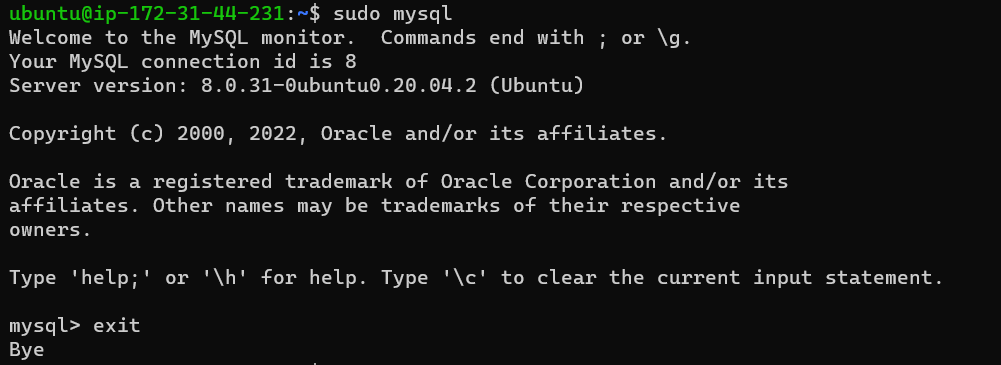 ubuntu@ip-172-31-44-231:~$ sudo mysql
Welcome to the MySQL monitor.  Commands end with ; or \g.
Your MySQL connection id is 8
Server version: 8.0.31-0ubuntu0.20.04.2 (Ubuntu)

Copyright (c) 2000, 2022, Oracle and/or its affiliates.

Oracle is a registered trademark of Oracle Corporation and/or its
affiliates. Other names may be trademarks of their respective
owners.

Type 'help;' or '\h' for help. Type '\c' to clear the current input statement.

mysql> exit
Bye